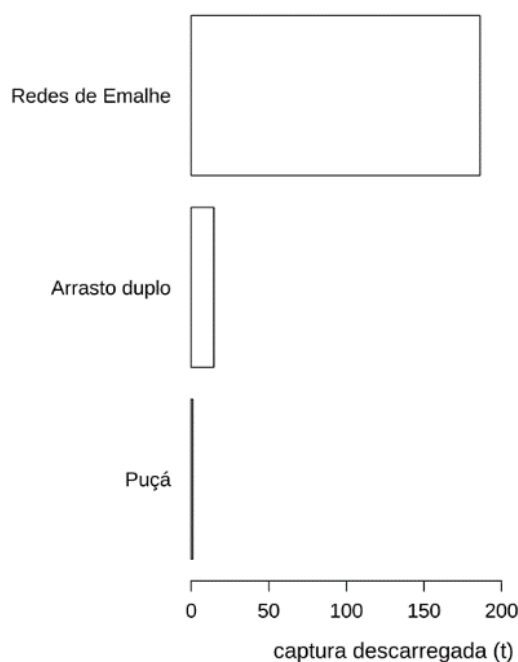 Redes de Emalhe
Arrasto duplo
Puçá
0 50 100 150 200
captura descarregada (t)